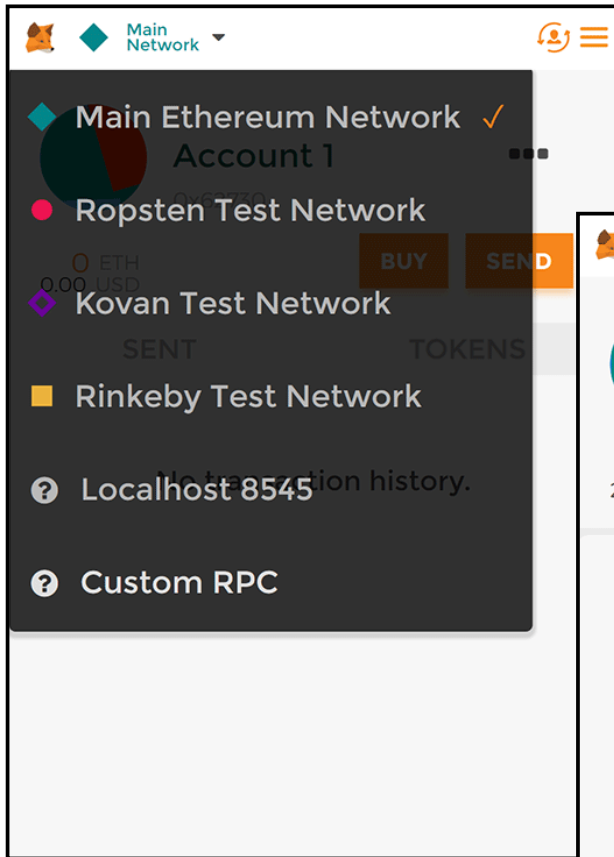 Main
Network
Main Ethereum Network
Account 1
Ropsten Test Network
0 ETH
BUY SEND
0.00 USD
Kovan Test Network
SENT TOKENS
Rinkeby Test Network
No transaction history.
Localhost 8545
Custom RPC